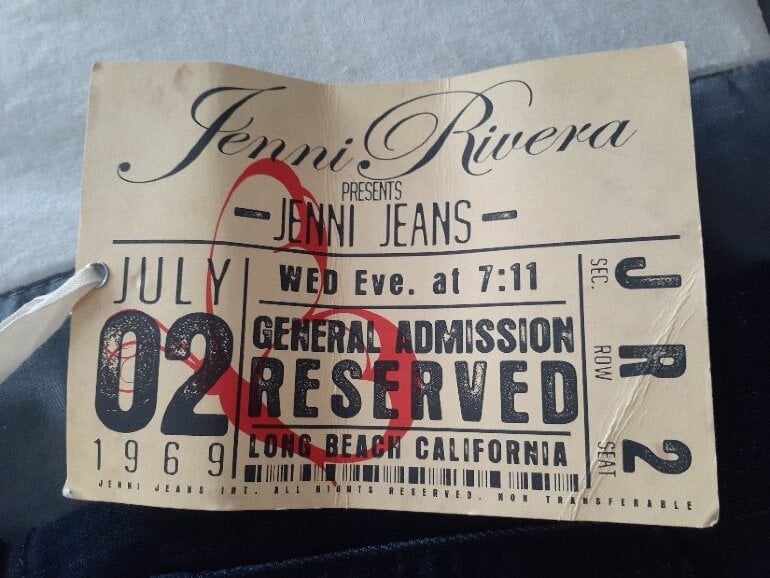 Jenni Rivera
PRESENTS
- JENNI JEANS -
JULY
02
1969
WED Eve. at 7:11
GENERAL ADMISSION
RESERVED
LONG BEACH CALIFORNIA
SEC. J
ROW R
SEAT 2
JENNI JEANS INT. ALL RIGHTS RESERVED. NON TRANSFERABLE